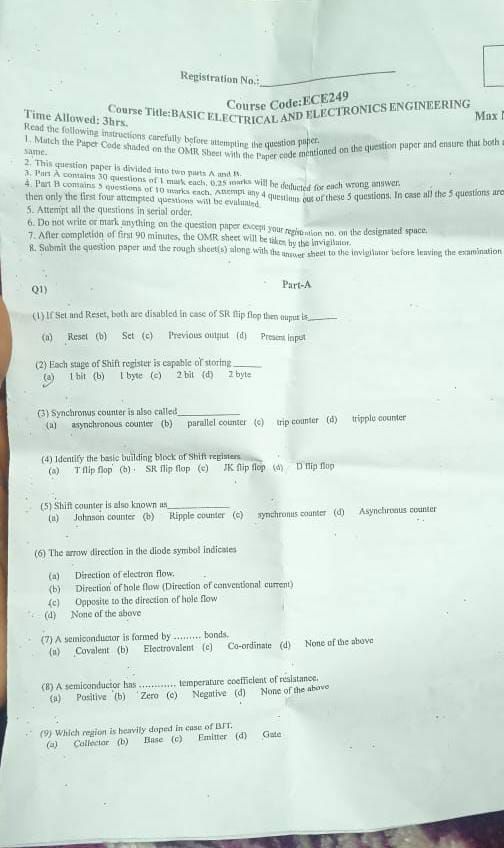 Registration No.:
Course Code:ECE249
Course Title:BASIC ELECTRICAL AND ELECTRONICS ENGINEERING
Time Allowed: 3hrs.
Max
Read the following instructions carefully before attempting the question paper.
1. Match the Paper Code shaded on the OMR Sheet with the Paper code mentioned on the question paper and ensure that both
same.
2. This question paper is divided into two parts A and B.
3. Part A contains 30 questions of 1 mark each, 0.25 marks will be deducted for each wrong answer.
4. Part B contains 5 questions of 10 marks each. Attempt any 4 questions out of these 5 questions. In case all the 5 questions are
then only the first four attempted questions will be evaluated.
5. Attempt all the questions in serial order.
6. Do not write or mark anything on the question paper except your registration no. on the designated space.
7. After completion of first 90 minutes, the OMR sheet will be taken by the invigilator.
8. Submit the question paper and the rough sheet(s) along with the answer sheet to the invigilator before leaving the examination
Part-A
Q1)
(1) If Set and Reset, both are disabled in case of SR flip flop then ouput is______
(a) Reset (b) Set (c) Previous output (d) Present input
(2) Each stage of Shift register is capable of storing ______
(a) 1 bit (b) 1 byte (c) 2 bit (d) 2 byte
(3) Synchronus counter is also called____________
(a) asynchronous counter (b) parallel counter (c) trip counter (d) tripple counter
(4) Identify the basic building block of Shift registers
(a) T flip flop (b) SR flip flop (c) JK flip flop (d) D flip flop
(5) Shift counter is also known as____________
(a) Johnson counter (b) Ripple counter (c) synchronus counter (d) Asynchronus counter
(6) The arrow direction in the diode symbol indicates
(a) Direction of electron flow.
(b) Direction of hole flow (Direction of conventional current)
(c) Opposite to the direction of hole flow
(d) None of the above
(7) A semiconductor is formed by ......... bonds.
(a) Covalent (b) Electrovalent (c) Co-ordinate (d) None of the above
(8) A semiconductor has ............ temperature coefficient of resistance.
(a) Positive (b) Zero (c) Negative (d) None of the above
(9) Which region is heavily doped in case of BJT.
(a) Collector (b) Base (c) Emitter (d) Gate